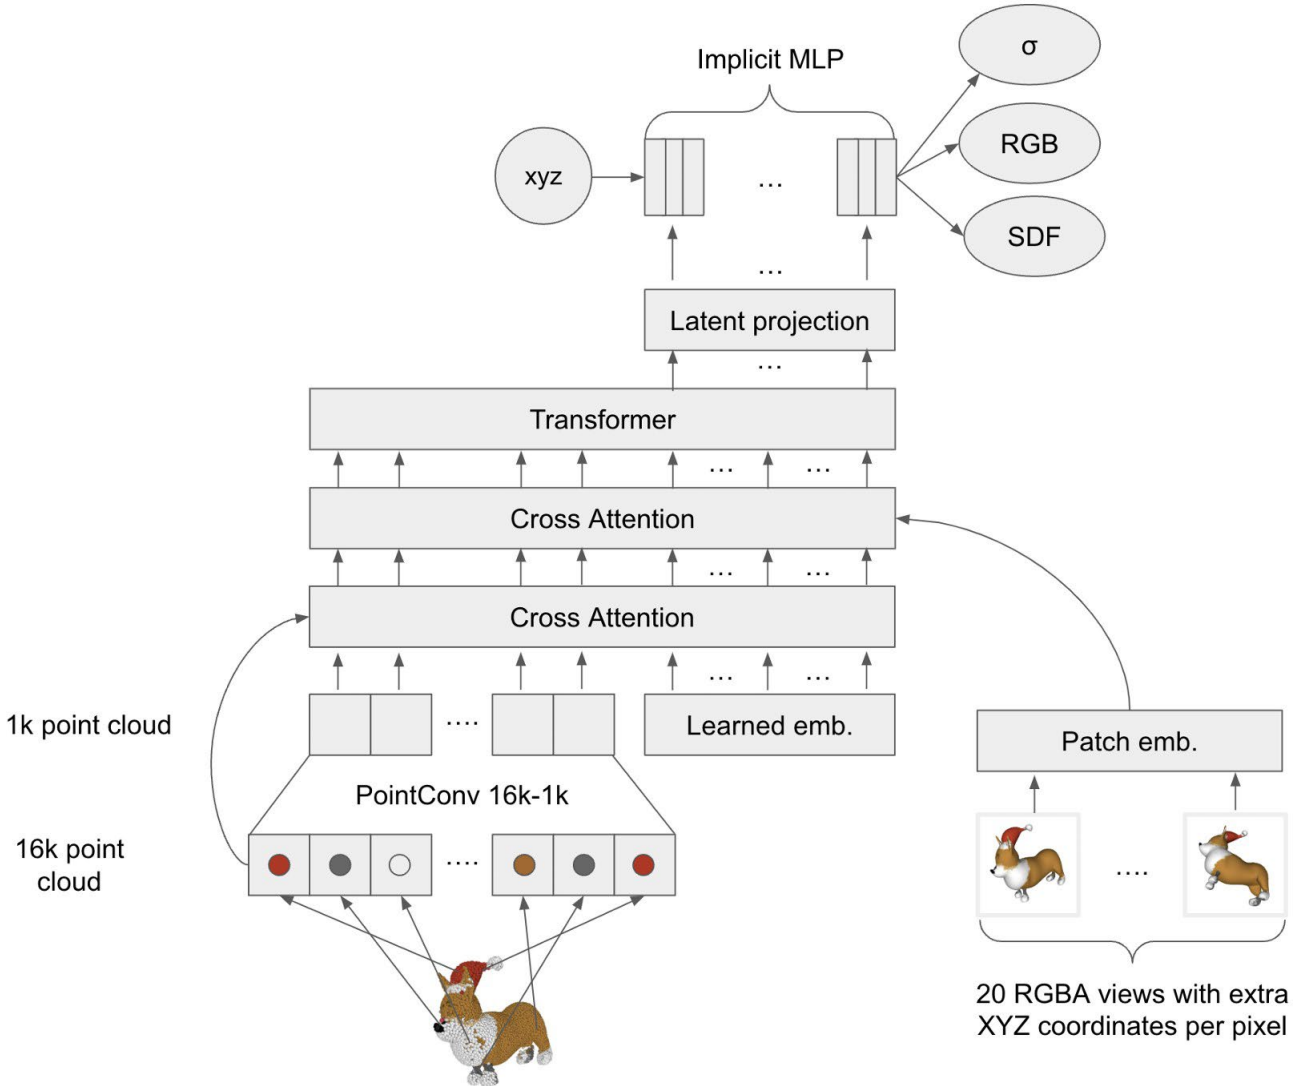 σ
Implicit MLP
RGB
xyz
...
SDF
...
Latent projection
...
Transformer
... ...
Cross Attention
... ...
Cross Attention
... ...
1k point cloud
....
Learned emb.
Patch emb.
PointConv 16k-1k
16k point
cloud
....
....
20 RGBA views with extra
XYZ coordinates per pixel